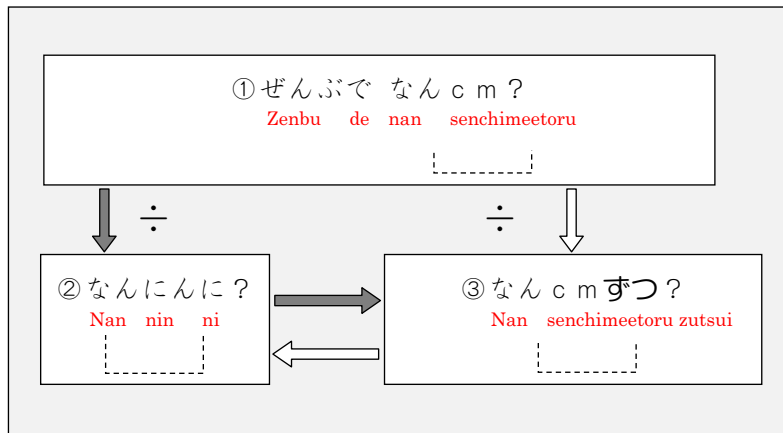 ①ぜんぶで なんｃｍ？
Zenbu de nan senchimeetoru
÷ ÷
②なんにんに？
Nan nin ni
③なんｃｍずつ？
Nan senchimeetoru zutsui